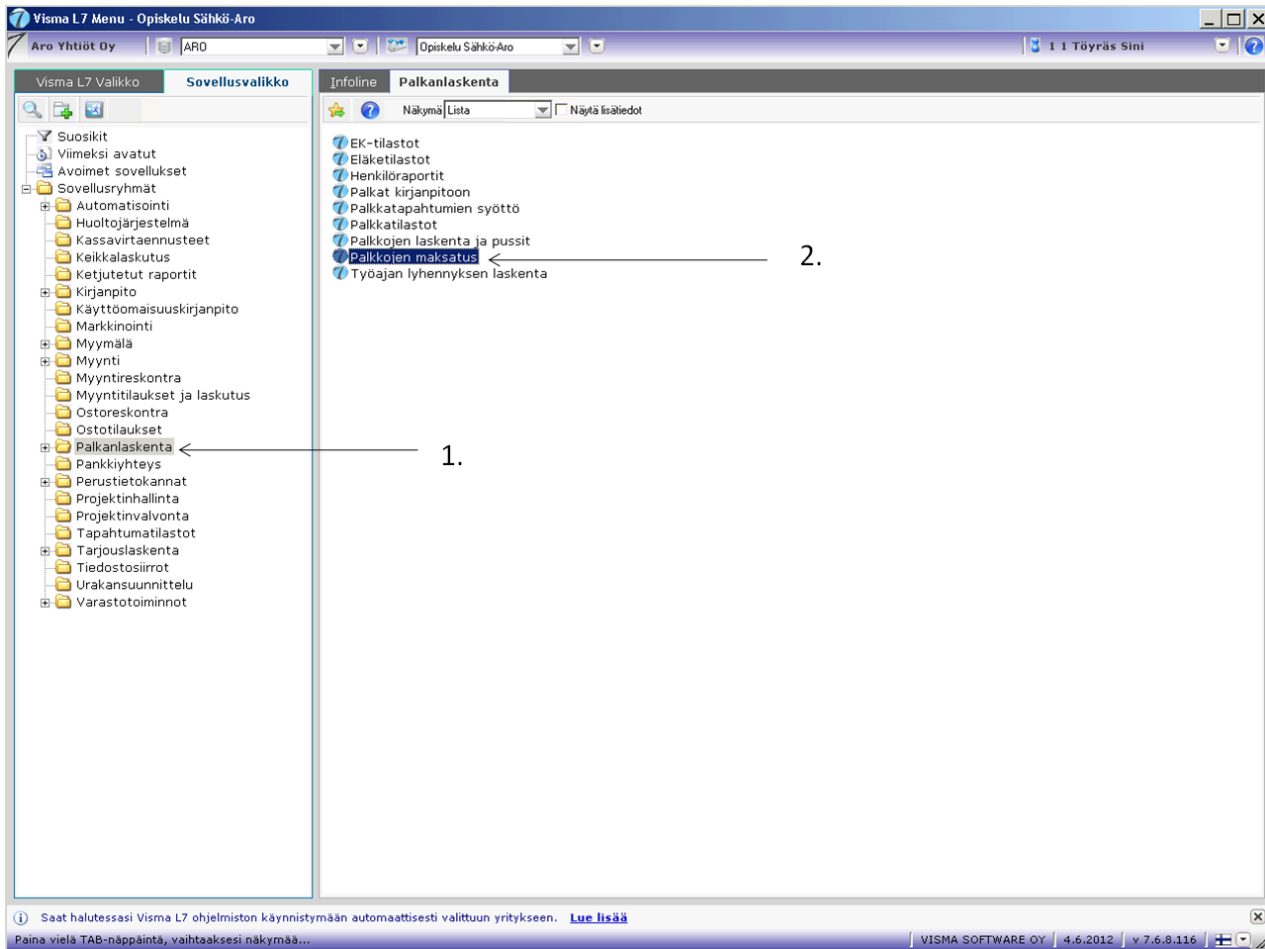 Visma L7 Menu - Opiskelu Sähkö-Aro
Aro Yhtiöt Oy ARO Opiskelu Sähkö-Aro 1 1 Töyräs Sini
Visma L7 Valikko Sovellusvalikko
Infoline Palkanlaskenta
Näkymä Lista Näytä lisätiedot
Suosikit
Viimeksi avatut
Avoimet sovellukset
Sovellusryhmät
Automatisointi
Huoltojärjestelmä
Kassavirtaennusteet
Keikkalaskutus
Ketjutetut raportit
Kirjanpito
Käyttöomaisuuskirjanpito
Markkinointi
Myymälä
Myynti
Myyntireskontra
Myyntitilaukset ja laskutus
Ostoreskontra
Ostotilaukset
Palkanlaskenta
Pankkiyhteys
Perustietokannat
Projektinhallinta
Projektinvalvonta
Tapahtumatilastot
Tarjouslaskenta
Tiedostosiirrot
Urakansuunnittelu
Varastotoiminnot
EK-tilastot
Eläketilastot
Henkilöraportit
Palkat kirjanpitoon
Palkkatapahtumien syöttö
Palkkatilastot
Palkkojen laskenta ja pussit
Palkkojen maksatus
Työajan lyhennyksen laskenta
2.
1.
Saat halutessasi Visma L7 ohjelmiston käynnistymään automaattisesti valittuun yritykseen. Lue lisää
Paina vielä TAB-näppäintä, vaihtaaksesi näkymää... VISMA SOFTWARE OY 4.6.2012 v 7.6.8.116